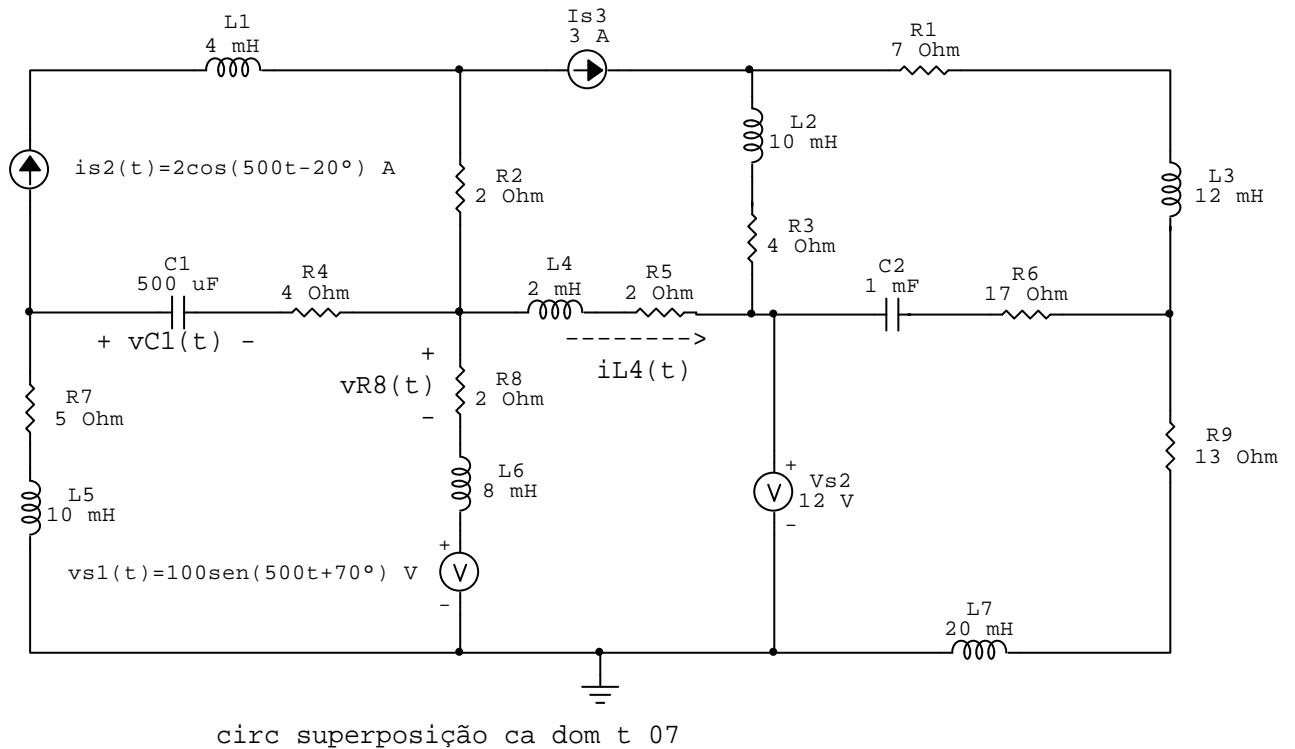 Is3
3 A
L1
4 mH
R1
7 Ohm
L2
10 mH
is2(t)=2cos(500t-20º) A
R2
2 Ohm
L3
12 mH
R3
4 Ohm
C1
500 uF
R4
4 Ohm
L4
2 mH
R5
2 Ohm
C2
1 mF
R6
17 Ohm
+ vC1(t) -
-------->
iL4(t)
+
vR8(t)
-
R8
2 Ohm
R7
5 Ohm
R9
13 Ohm
L6
8 mH
+
V
-
Vs2
12 V
L5
10 mH
+
V
-
vs1(t)=100sen(500t+70º) V
L7
20 mH
circ superposição ca dom t 07